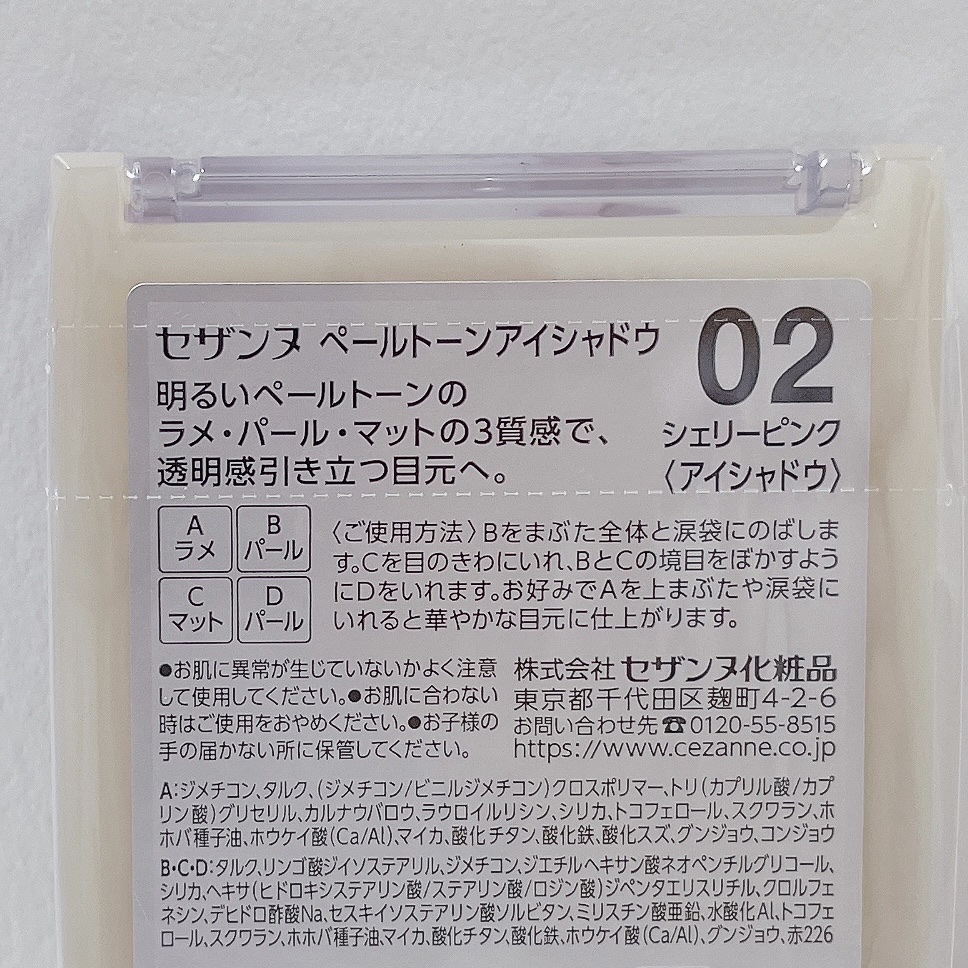 セザンヌ ペールトーンアイシャドウ
02
シェリーピンク
〈アイシャドウ〉
明るいペールトーンの
ラメ・パール・マットの3質感で、
透明感引き立つ目元へ。
A
ラメ
B
パール
C
マット
D
パール
〈ご使用方法〉Bをまぶた全体と涙袋にのばしま
す。Cを目のきわにいれ、BとCの境目をぼかすよう
にDをいれます。お好みでAを上まぶたや涙袋に
いれると華やかな目元に仕上がります。
●お肌に異常が生じていないかよく注意
して使用してください。●お肌に合わない
時はご使用をおやめください。●お子様の
手の届かない所に保管してください。
株式会社 セザンヌ化粧品
東京都千代田区麹町4-2-6
お問い合わせ先☎0120-55-8515
https://www.cezanne.co.jp
A:ジメチコン、タルク、(ジメチコン/ビニルジメチコン)クロスポリマー、トリ(カプリル酸/カプ
リン酸)グリセリル、カルナウバロウ、ラウロイルリシン、シリカ、トコフェロール、スクワラン、ホ
ホバ種子油、ホウケイ酸(Ca/Al)、マイカ、酸化チタン、酸化鉄、酸化スズ、グンジョウ、コンジョウ
B・C・D:タルク、リンゴ酸ジイソステアリル、ジメチコン、ジエチルヘキサン酸ネオペンチルグリコール、
シリカ、ヘキサ(ヒドロキシステアリン酸/ステアリン酸/ロジン酸)ジペンタエリスリチル、クロルフェ
ネシン、デヒドロ酢酸Na、セスキイソステアリン酸ソルビタン、ミリスチン酸亜鉛、水酸化Al、トコフェ
ロール、スクワラン、ホホバ種子油、マイカ、酸化チタン、酸化鉄、ホウケイ酸(Ca/Al)、グンジョウ、赤226